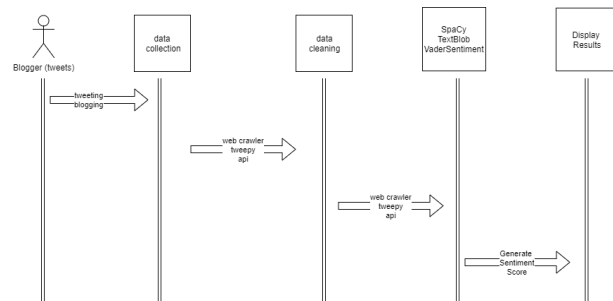 Blogger (tweets)
data
collection
data
cleaning
SpaCy
TextBlob
VaderSentiment
Display
Results
tweeting
blogging
web crawler
tweepy
api
web crawler
tweepy
api
Generate
Sentiment
Score